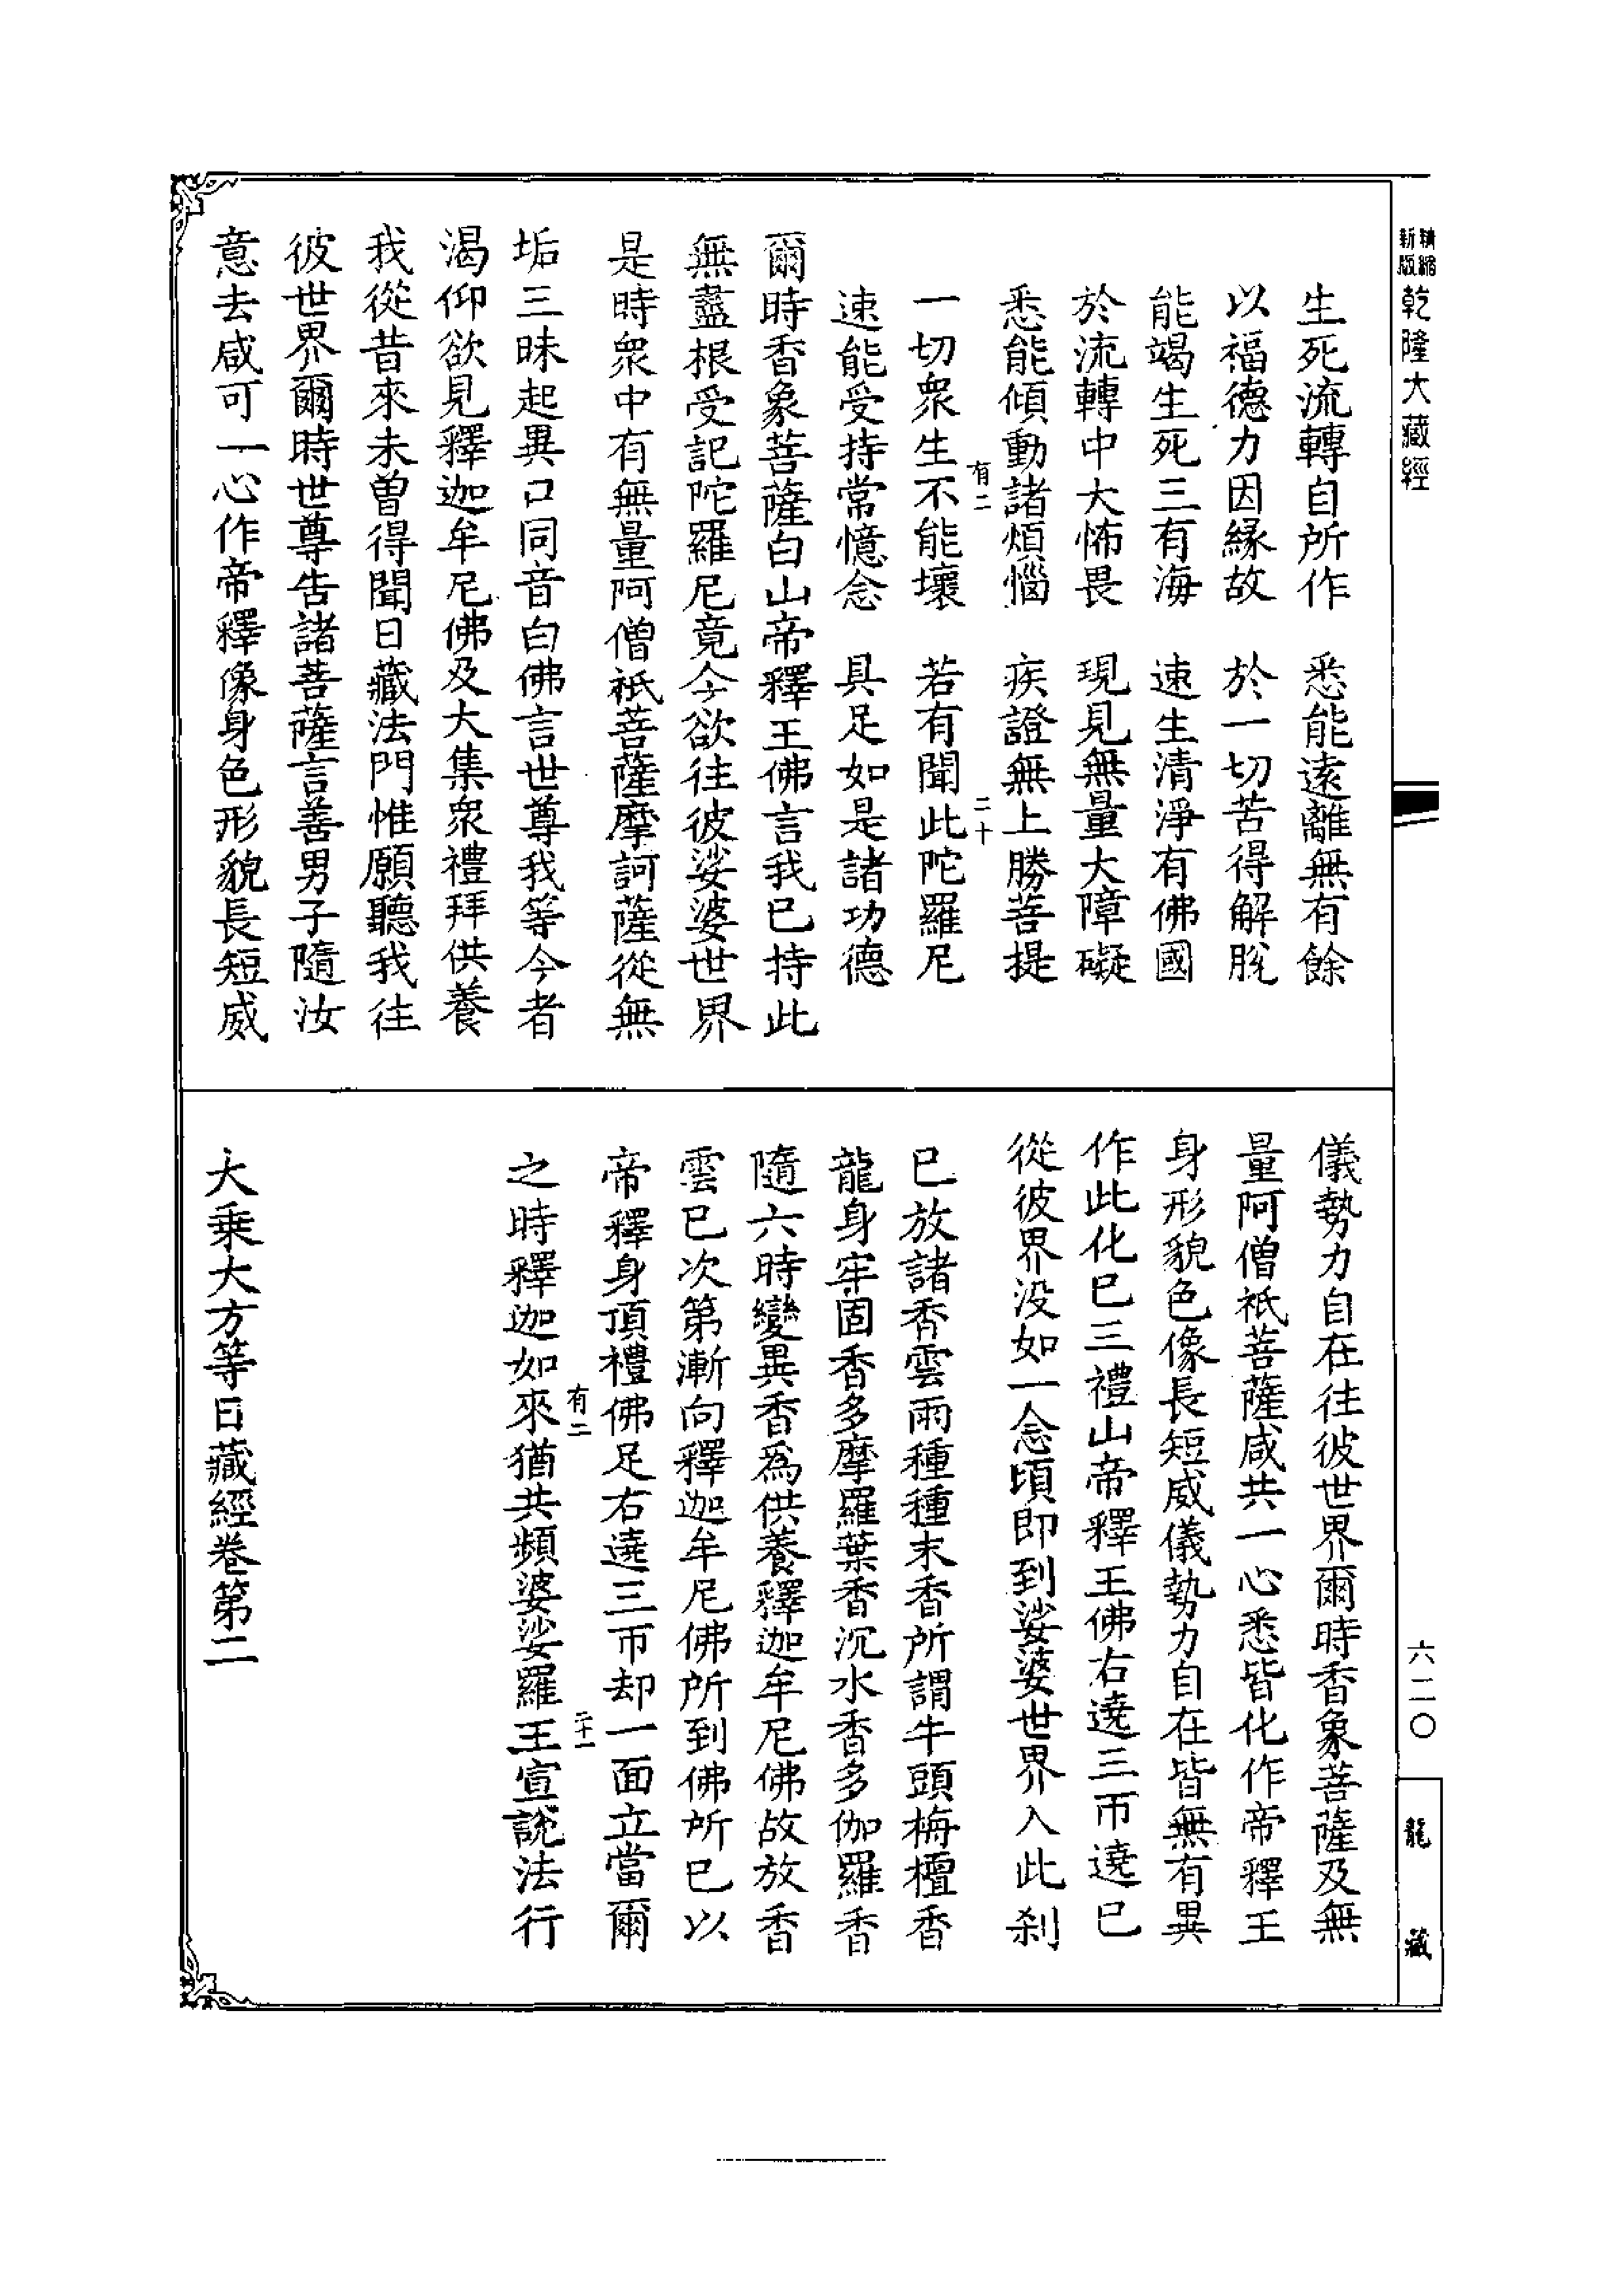 精縮新版乾隆大藏經
生死流轉自所作　悉能遠離無有餘
以福德力因緣故　於一切苦得解脫
能竭生死三有海　速生清淨有佛國
於流轉中大怖畏　現見無量大障礙
悉能傾動諸煩惱　疾證無上勝菩提
有二　二十
一切衆生不能壞　若有聞此陀羅尼
速能受持常憶念　具足如是諸功德
爾時香象菩薩白山帝釋王佛言我已持此
無盡根受記陀羅尼竟今欲往彼娑婆世界
是時衆中有無量阿僧祇菩薩摩訶薩從無
垢三昧起異口同音白佛言世尊我等今者
渴仰欲見釋迦牟尼佛及大集衆禮拜供養
我從昔來未曾得聞日藏法門惟願聽我往
彼世界爾時世尊告諸菩薩言善男子隨汝
意去咸可一心作帝釋像身色形貌長短威
儀勢力自在往彼世界爾時香象菩薩及無
量阿僧祇菩薩咸共一心悉皆化作帝釋王
身形貌色像長短威儀勢力自在皆無有異
作此化已三禮山帝釋王佛右遶三帀遶已
從彼界没如一念頃即到娑婆世界入此刹
已放諸香雲雨種種末香所謂牛頭栴檀香
龍身牢固香多摩羅葉香沉水香多伽羅香
隨六時變異香爲供養釋迦牟尼佛故放香
雲已次第漸向釋迦牟尼佛所到佛所已以
帝釋身頂禮佛足右遶三帀却一面立當爾
有二　二十一
之時釋迦如來猶共頻婆娑羅王宣說法行
大乘大方等日藏經卷第二
六二〇
龍藏